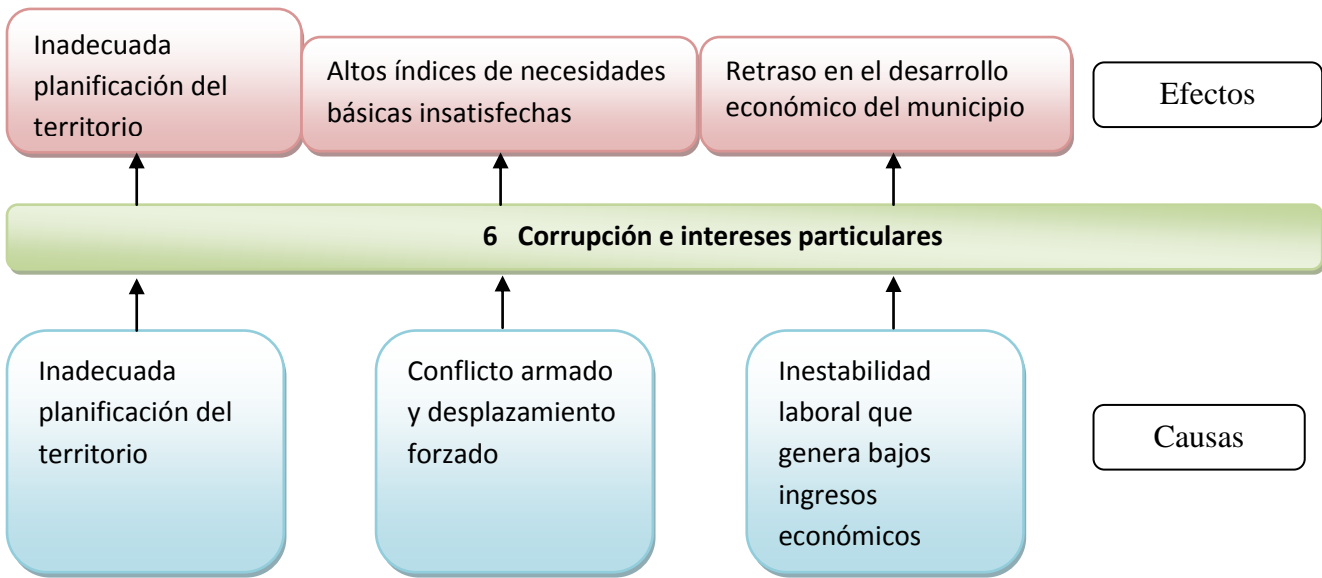 Inadecuada
planificación del
territorio
Altos índices de necesidades
básicas insatisfechas
Retraso en el desarrollo
económico del municipio
Efectos
6 Corrupción e intereses particulares
Inadecuada
planificación del
territorio
Conflicto armado
y desplazamiento
forzado
Inestabilidad
laboral que
genera bajos
ingresos
económicos
Causas